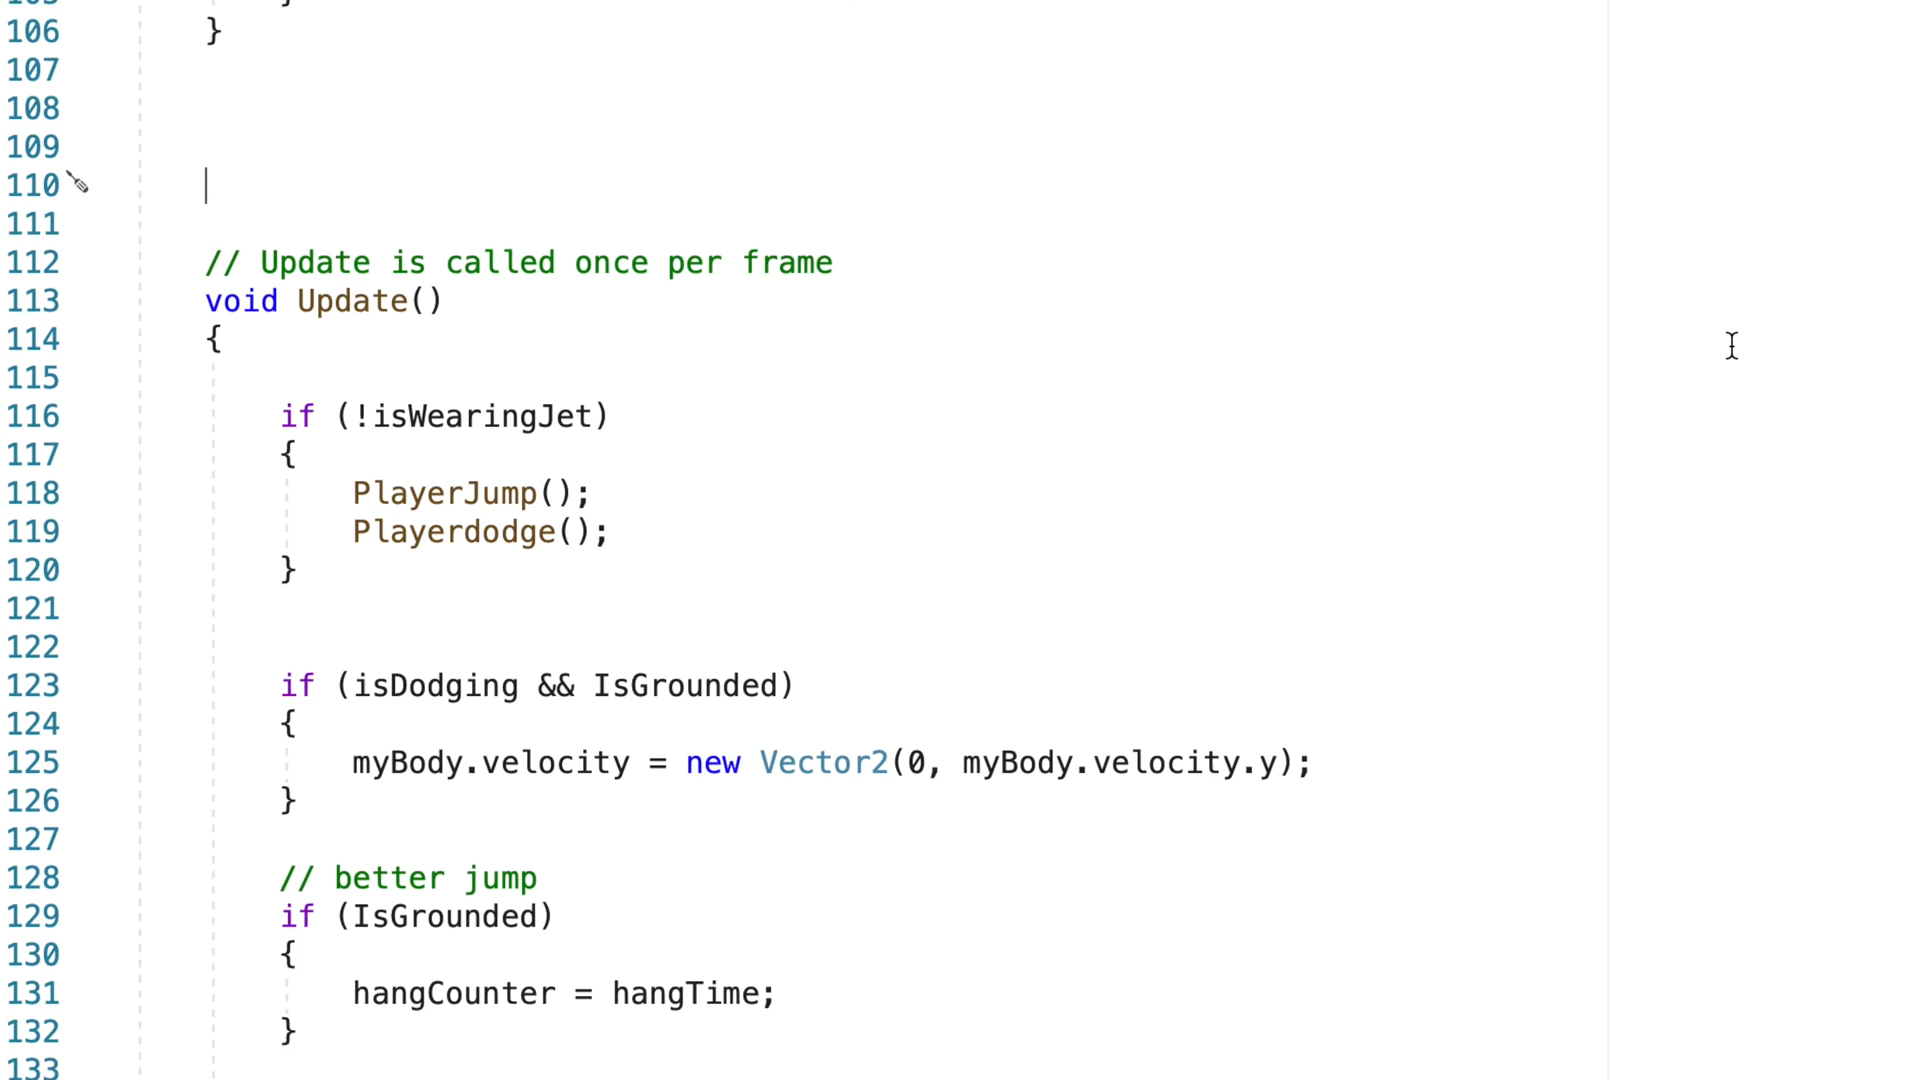 106 }
107
108
109
110
111
112 // Update is called once per frame
113 void Update()
114 {
115
116 if (!isWearingJet)
117 {
118 PlayerJump();
119 Playerdodge();
120 }
121
122
123 if (isDodging && IsGrounded)
124 {
125 myBody.velocity = new Vector2(0, myBody.velocity.y);
126 }
127
128 // better jump
129 if (IsGrounded)
130 {
131 hangCounter = hangTime;
132 }
133